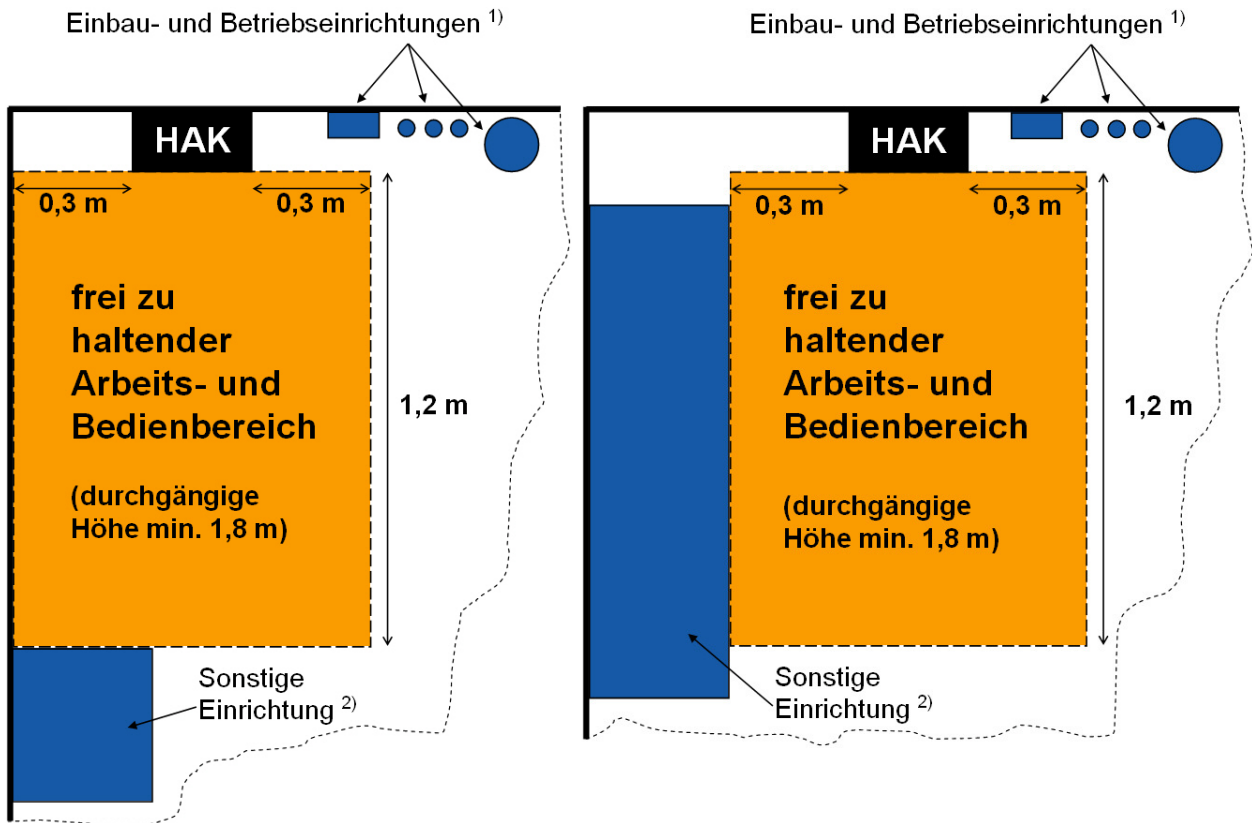 Einbau- und Betriebseinrichtungen 1)
HAK
0,3 m
0,3 m
frei zu
haltender
Arbeits- und
Bedienbereich
(durchgängige
Höhe min. 1,8 m)
1,2 m
Sonstige
Einrichtung 2)
Einbau- und Betriebseinrichtungen 1)
HAK
0,3 m
0,3 m
frei zu
haltender
Arbeits- und
Bedienbereich
(durchgängige
Höhe min. 1,8 m)
1,2 m
Sonstige
Einrichtung 2)